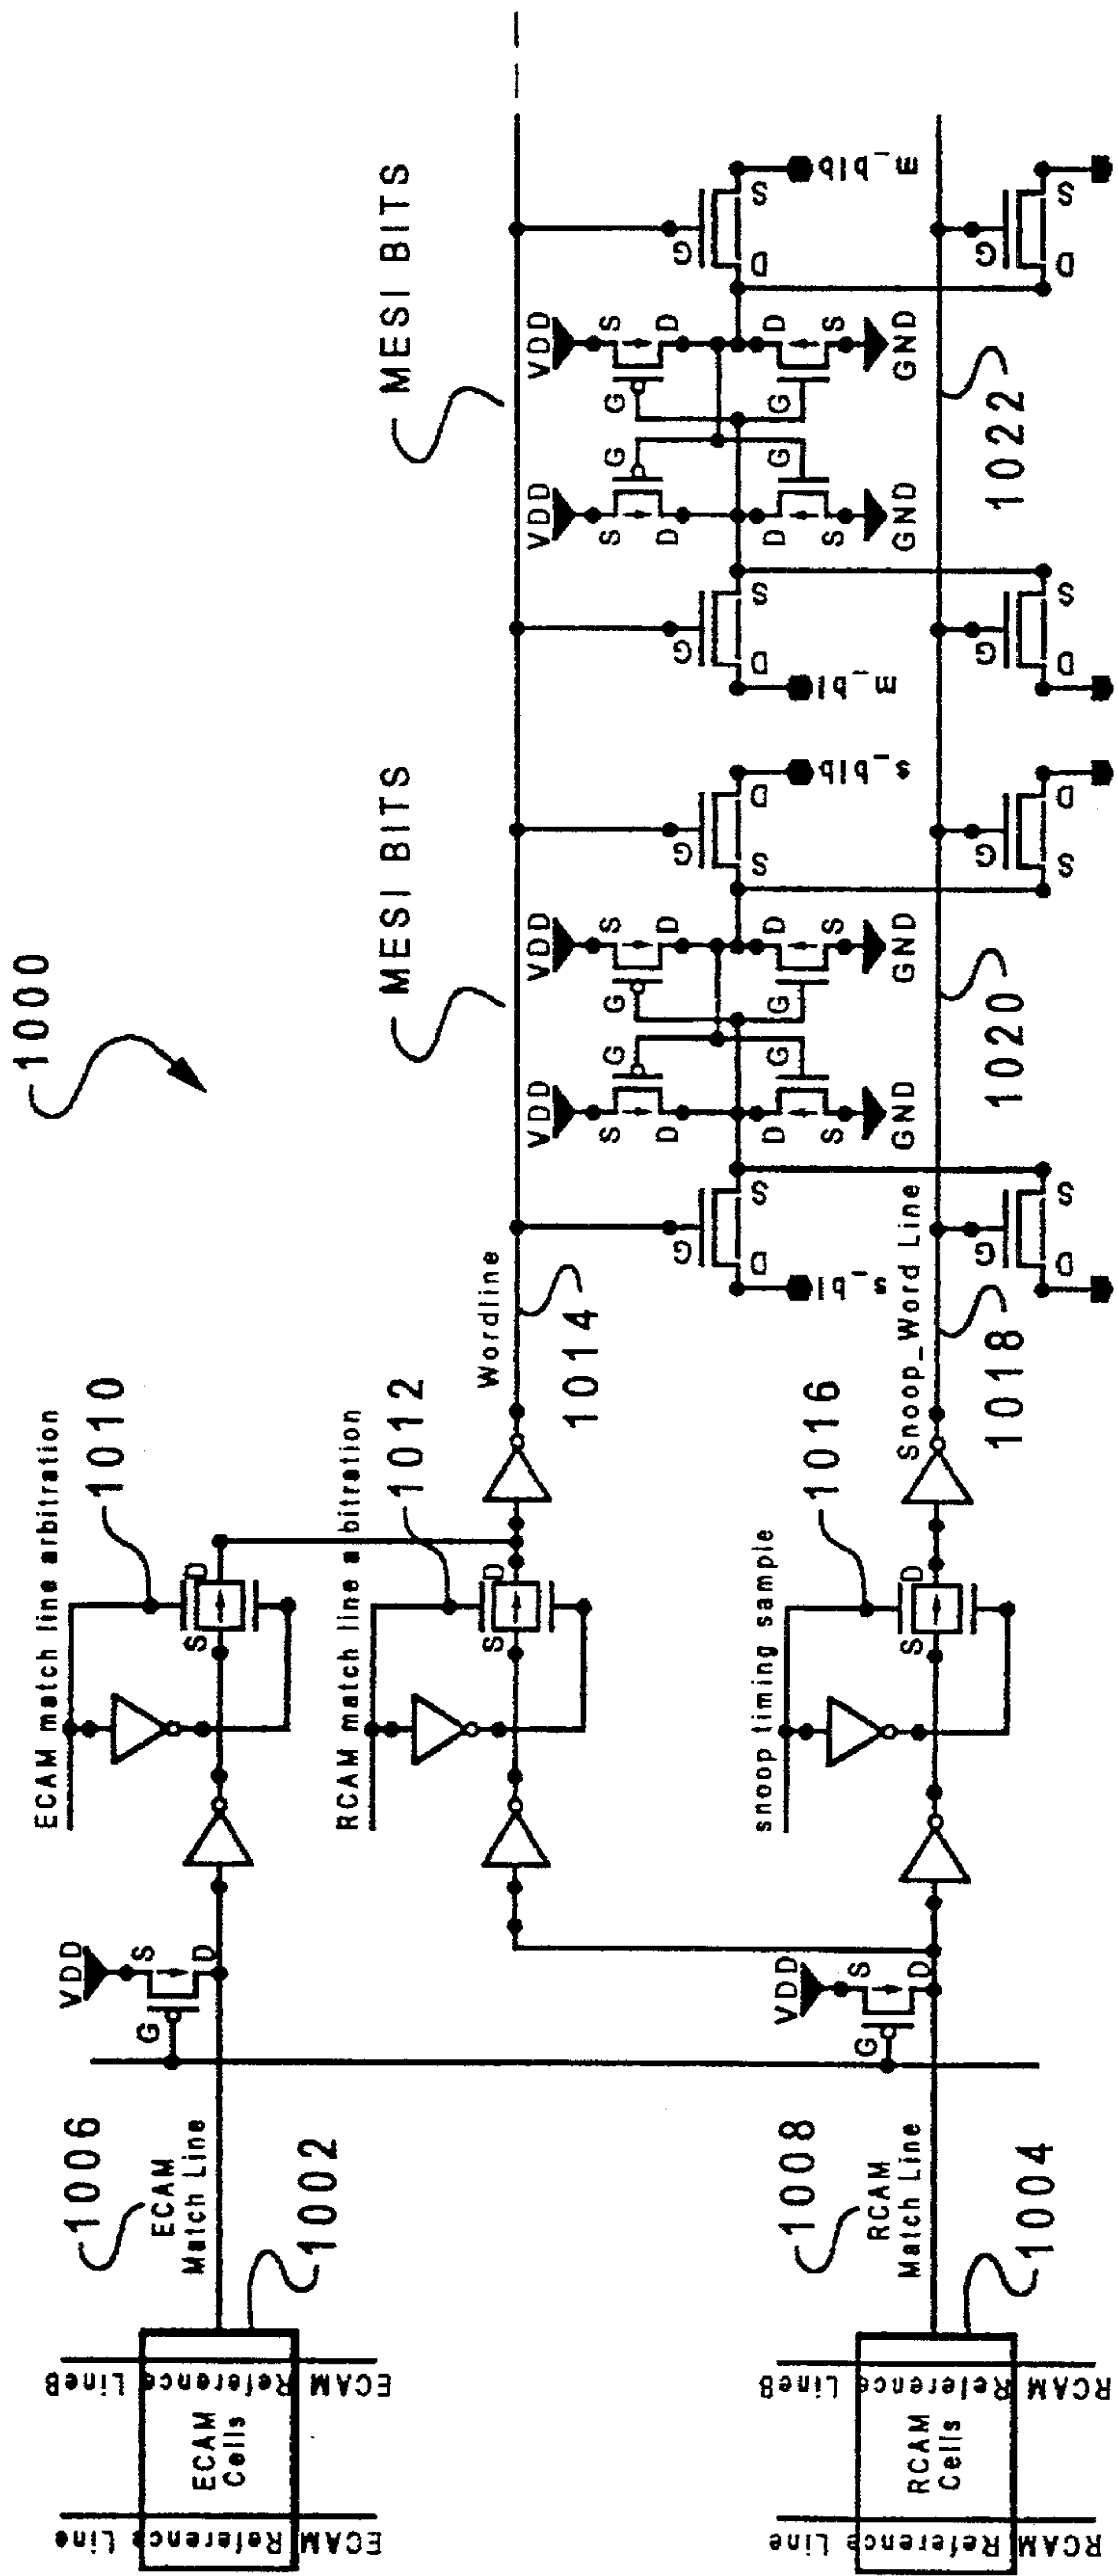 1000
ECAM Reference Line
ECAM Cells
ECAM Reference LineB
1006
ECAM
Match Line
1002
VDD
S
G
D
ECAM match line arbitration
1010
S
D
RCAM match line arbitration
1012
S
D
Wordline
1014
MESI BITS
MESI BITS
G
D
S
s_bl
VDD
VDD
S
S
G
G
D
D
D
D
G
G
S
S
GND
GND
G
S
D
s_blb
G
D
S
m_bl
VDD
VDD
S
S
G
G
D
D
D
D
G
G
S
S
GND
GND
G
D
S
m_blb
RCAM Reference Line
RCAM
Cells
RCAM Reference LineB
1008
RCAM
Match Line
1004
VDD
S
G
D
snoop timing sample
1016
S
D
Snoop_Word Line
1018
1020
1022
G
D
S
G
S
D
G
D
S
G
D
S